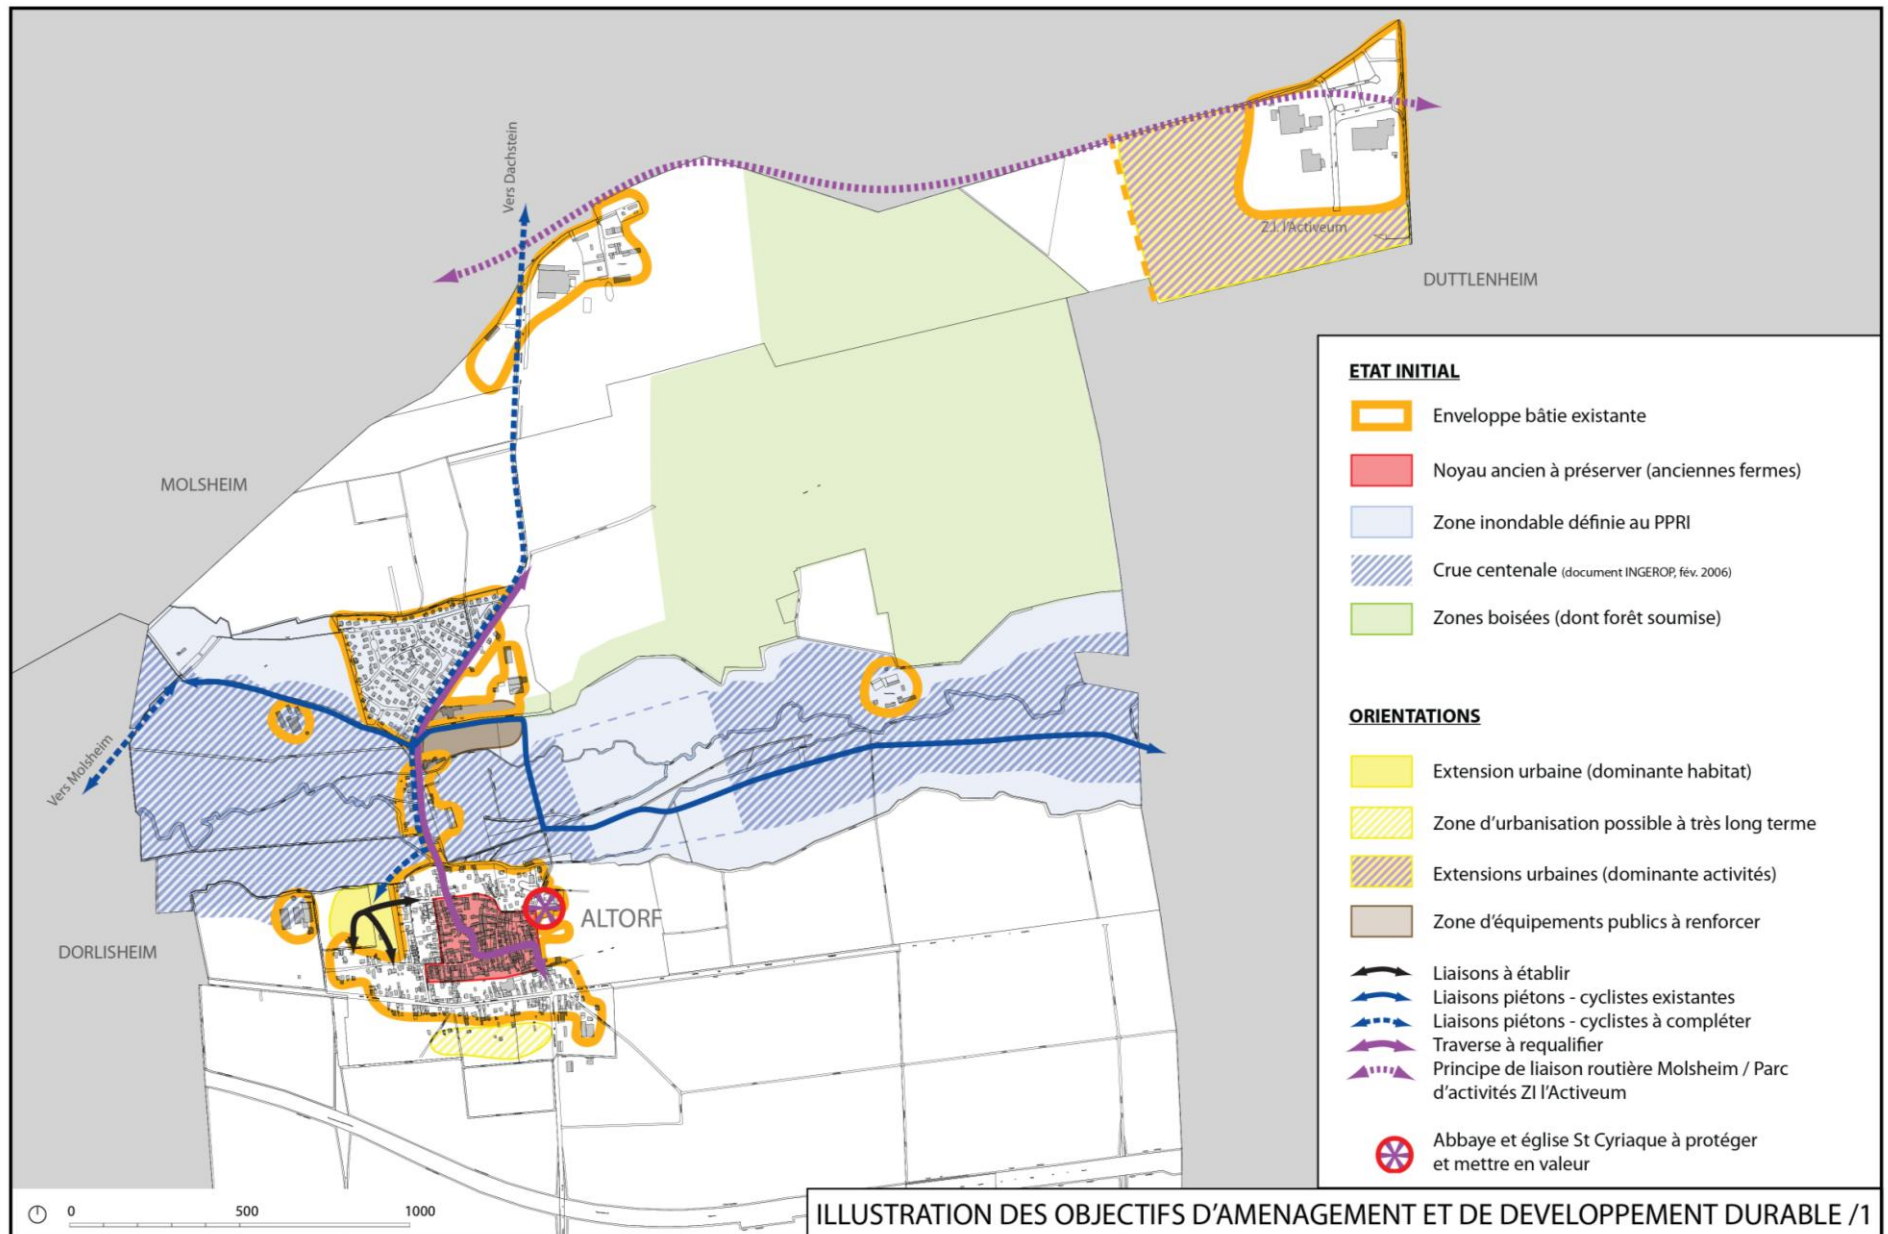 Vers Dachstein
Z.I. l'Activeum
DUTTLENHEIM
MOLSHEIM
Vers Molsheim
ALTORF
DORLISHEIM
ETAT INITIAL
Enveloppe bâtie existante
Noyau ancien à préserver (anciennes fermes)
Zone inondable définie au PPRI
Crue centenale (document INGEROP, fév. 2006)
Zones boisées (dont forêt soumise)
ORIENTATIONS
Extension urbaine (dominante habitat)
Zone d'urbanisation possible à très long terme
Extensions urbaines (dominante activités)
Zone d'équipements publics à renforcer
Liaisons à établir
Liaisons piétons - cyclistes existantes
Liaisons piétons - cyclistes à compléter
Traverse à requalifier
Principe de liaison routière Molsheim / Parc
d'activités ZI l'Activeum
Abbaye et église St Cyriaque à protéger
et mettre en valeur
0 500 1000
ILLUSTRATION DES OBJECTIFS D'AMENAGEMENT ET DE DEVELOPPEMENT DURABLE /1